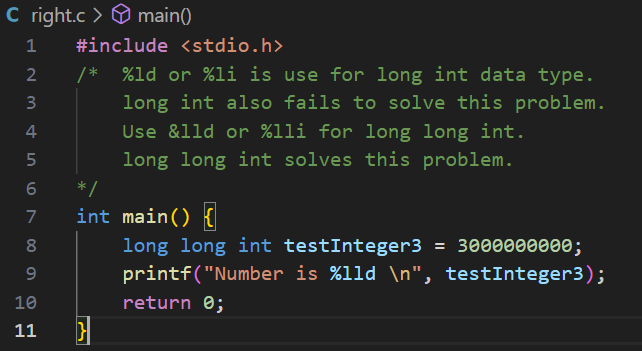 C right.c > main()
1 #include <stdio.h>
2 /*  %ld or %li is use for long int data type.
3     long int also fails to solve this problem.
4     Use &lld or %lli for long long int.
5     long long int solves this problem.
6 */
7 int main() {
8     long long int testInteger3 = 3000000000;
9     printf("Number is %lld \n", testInteger3);
10     return 0;
11 }